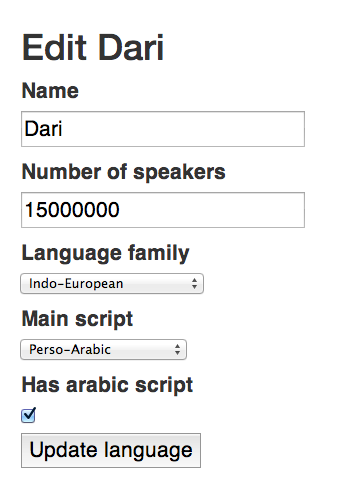 Edit Dari
Name
Dari
Number of speakers
15000000
Language family
Indo-European
Main script
Perso-Arabic
Has arabic script
Update language